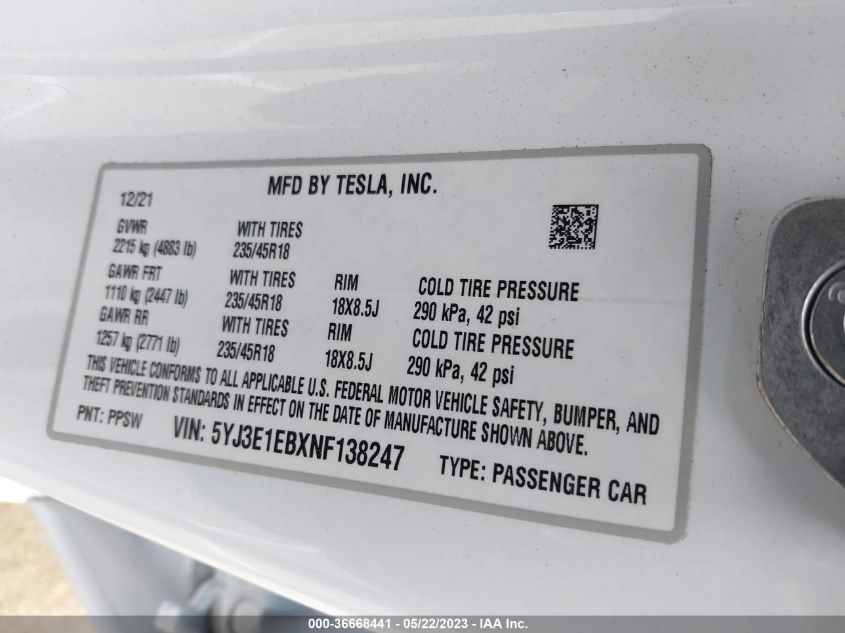 MFD BY TESLA, INC.
12/21
GVWR WITH TIRES
2215 kg (4883 lb) 235/45R18
GAWR FRT WITH TIRES RIM COLD TIRE PRESSURE
1110 kg (2447 lb) 235/45R18 18X8.5J 290 kPa, 42 psi
GAWR RR WITH TIRES RIM COLD TIRE PRESSURE
1257 kg (2771 lb) 235/45R18 18X8.5J 290 kPa, 42 psi
THIS VEHICLE CONFORMS TO ALL APPLICABLE U.S. FEDERAL MOTOR VEHICLE SAFETY, BUMPER, AND
THEFT PREVENTION STANDARDS IN EFFECT ON THE DATE OF MANUFACTURE SHOWN ABOVE.
PNT: PPSW VIN: 5YJ3E1EBXNF138247 TYPE: PASSENGER CAR
000-36668441 - 05/22/2023 - IAA Inc.